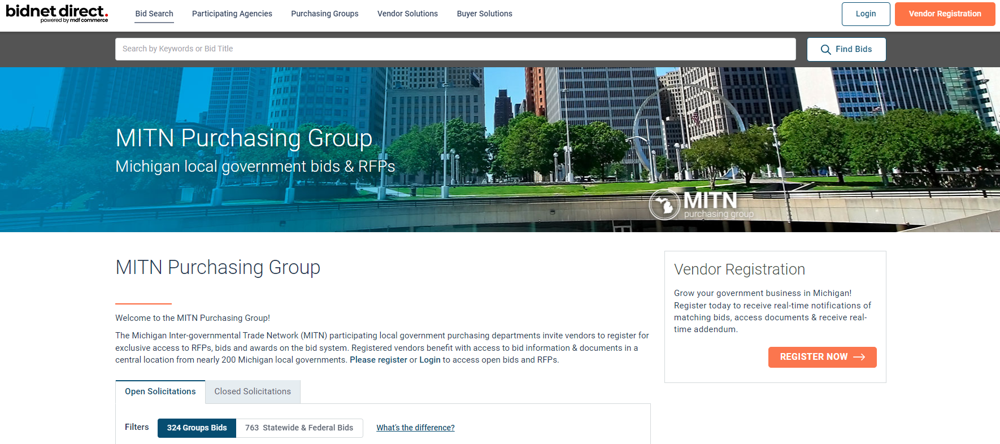 bidnet direct.
powered by mdf commerce
Bid Search
Participating Agencies
Purchasing Groups
Vendor Solutions
Buyer Solutions
Login
Vendor Registration
Search by Keywords or Bid Title
Find Bids
MITN Purchasing Group
Michigan local government bids & RFPs
MITN
purchasing group
MITN Purchasing Group
Welcome to the MITN Purchasing Group!
The Michigan Inter-governmental Trade Network (MITN) participating local government purchasing departments invite vendors to register for
exclusive access to RFPs, bids and awards on the bid system. Registered vendors benefit with access to bid information & documents in a
central location from nearly 200 Michigan local governments. Please register or Login to access open bids and RFPs.
Open Solicitations
Closed Solicitations
Filters
324 Groups Bids
763 Statewide & Federal Bids
What's the difference?
Vendor Registration
Grow your government business in Michigan!
Register today to receive real-time notifications of
matching bids, access documents & receive real-
time addendum.
REGISTER NOW